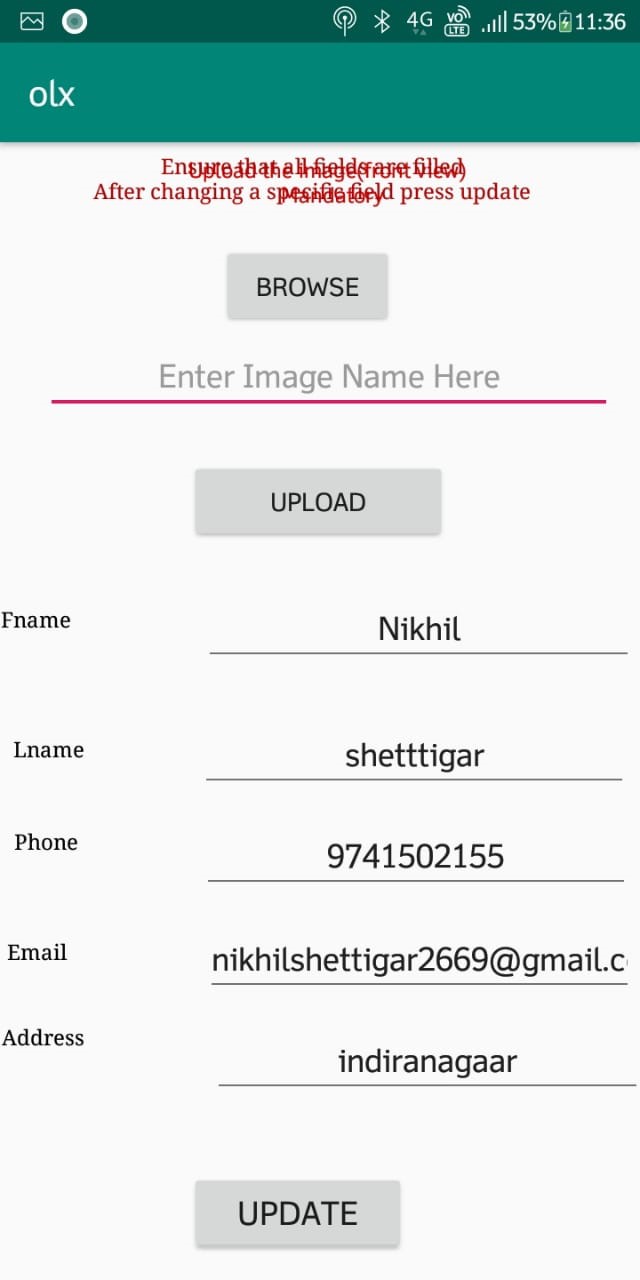 4G VO LTE 53% 11:36
olx
Ensure that all fields are filled
Upload the image(front view)
After changing a specific field press update
Mandatory
BROWSE
Enter Image Name Here
UPLOAD
Fname
Nikhil
Lname
shetttigar
Phone
9741502155
Email
nikhilshettigar2669@gmail.c
Address
indiranagaar
UPDATE